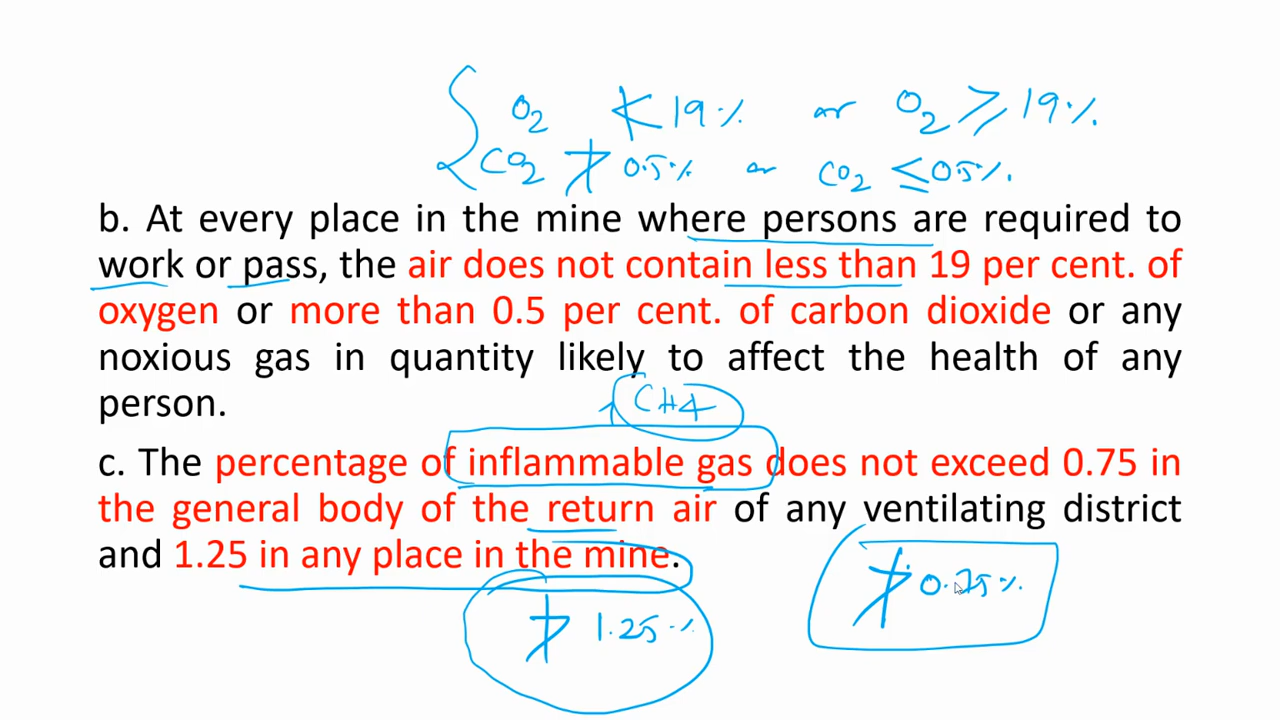 O₂ ≮ 19% or O₂ ⩾ 19%.
CO₂ ≯ 0.5% or CO₂ ≤ 0.5%.
b. At every place in the mine where persons are required to
work or pass, the air does not contain less than 19 per cent. of
oxygen or more than 0.5 per cent. of carbon dioxide or any
noxious gas in quantity likely to affect the health of any
person.
CH4
c. The percentage of inflammable gas does not exceed 0.75 in
the general body of the return air of any ventilating district
and 1.25 in any place in the mine.
≯ 0.75%
≯ 1.25%